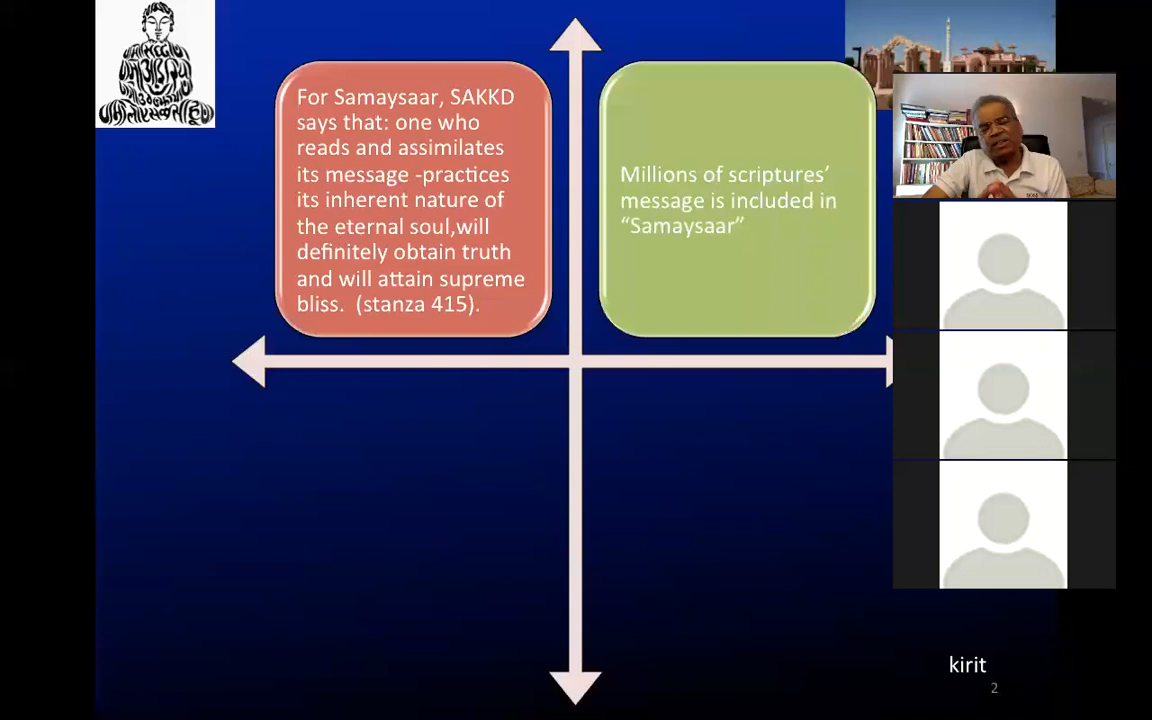 For Samaysaar, SAKKD
says that: one who
reads and assimilates
its message -practices
its inherent nature of
the eternal soul,will
definitely obtain truth
and will attain supreme
bliss. (stanza 415).
Millions of scriptures’
message is included in
“Samaysaar”
kirit
2